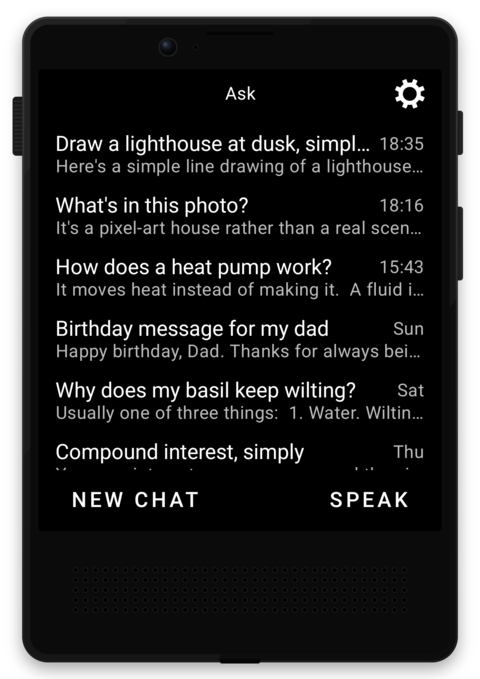 Ask
Draw a lighthouse at dusk, simpl… 18:35
Here's a simple line drawing of a lighthouse…
What's in this photo? 18:16
It's a pixel-art house rather than a real scen…
How does a heat pump work? 15:43
It moves heat instead of making it.  A fluid i…
Birthday message for my dad Sun
Happy birthday, Dad. Thanks for always bei…
Why does my basil keep wilting? Sat
Usually one of three things:  1. Water. Wiltin…
Compound interest, simply Thu
NEW CHAT SPEAK